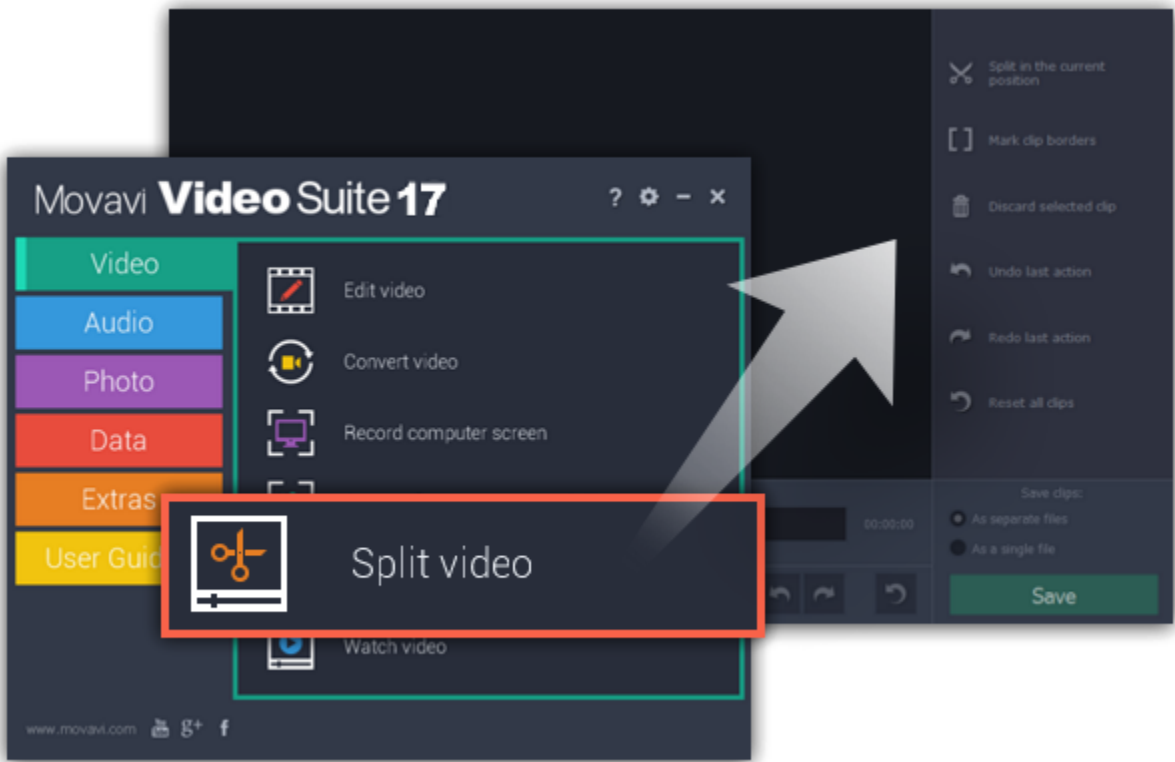 Movavi Video Suite 17
?
Video
Audio
Photo
Data
Extras
User Guid
Edit video
Convert video
Record computer screen
Split video
Watch video
www.movavi.com
You
g+
f
Split in the current
position
Mark clip borders
Discard selected clip
Undo last action
Redo last action
Reset all clips
00:00:00
Save clips:
As separate files
As a single file
Save